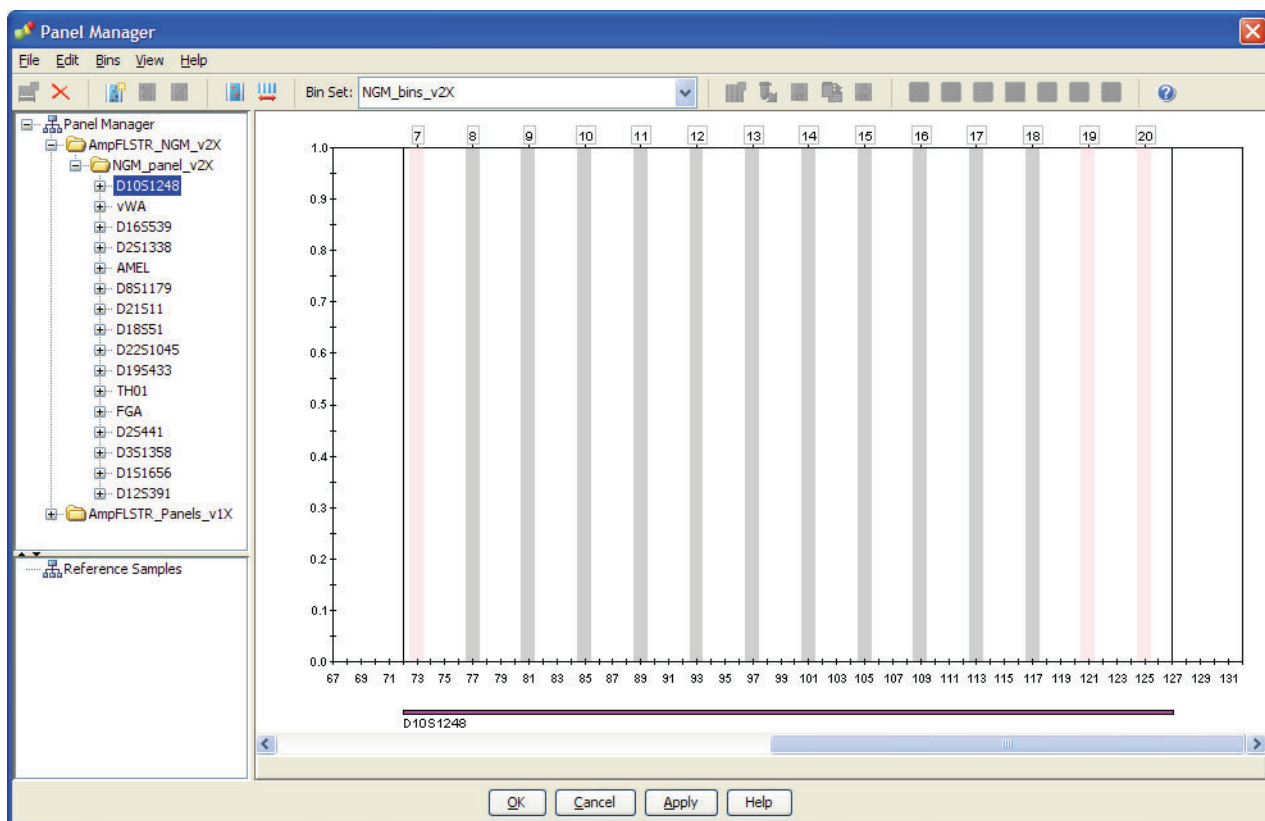 Panel Manager
File Edit Bins View Help
Bin Set: NGM_bins_v2X
Panel Manager
AmpFLSTR_NGM_v2X
NGM_panel_v2X
D10S1248
vWA
D16S539
D2S1338
AMEL
D8S1179
D21S11
D18S51
D22S1045
D19S433
TH01
FGA
D2S441
D3S1358
D1S1656
D12S391
AmpFLSTR_Panels_v1X
Reference Samples
7 8 9 10 11 12 13 14 15 16 17 18 19 20
1.0
0.9
0.8
0.7
0.6
0.5
0.4
0.3
0.2
0.1
0.0
67 69 71 73 75 77 79 81 83 85 87 89 91 93 95 97 99 101 103 105 107 109 111 113 115 117 119 121 123 125 127 129 131
D10S1248
OK Cancel Apply Help